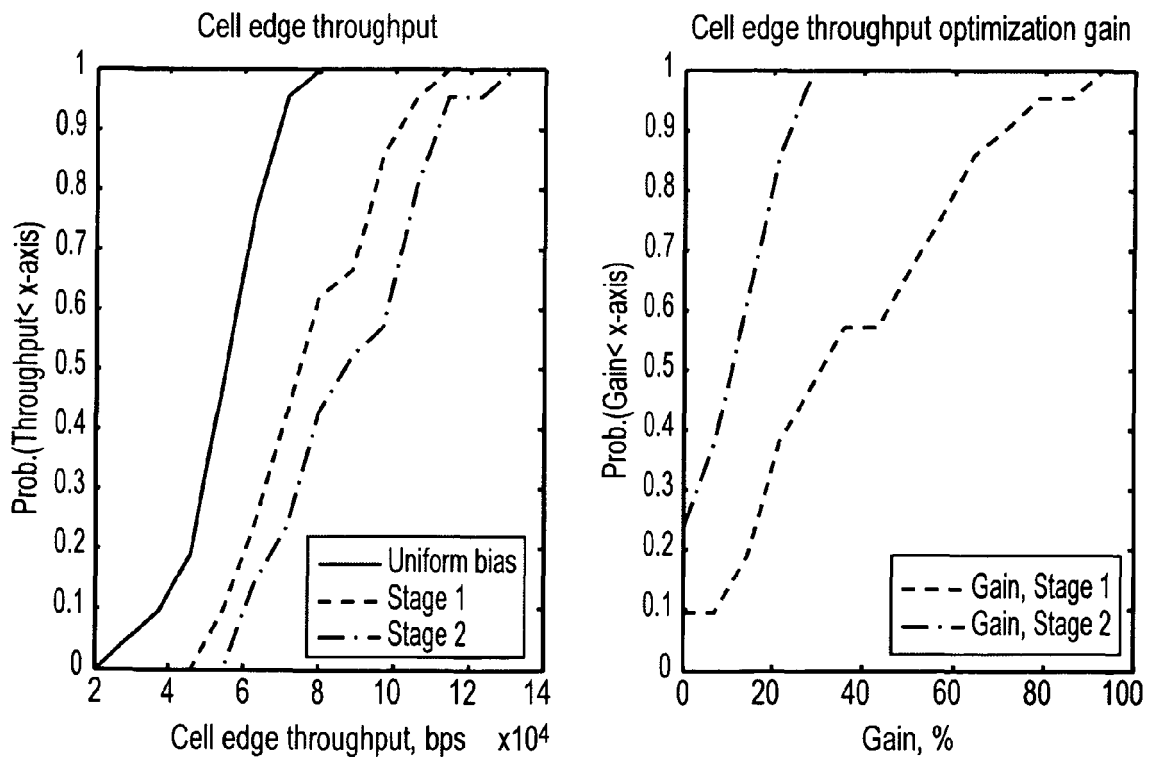 Cell edge throughput
1
0.9
0.8
0.7
0.6
0.5
0.4
0.3
0.2
0.1
0
Prob.(Throughput< x-axis)
Uniform bias
Stage 1
Stage 2
2 4 6 8 10 12 14
Cell edge throughput, bps x10⁴
Cell edge throughput optimization gain
1
0.9
0.8
0.7
0.6
0.5
0.4
0.3
0.2
0.1
0
Prob.(Gain< x-axis)
Gain, Stage 1
Gain, Stage 2
0 20 40 60 80 100
Gain, %